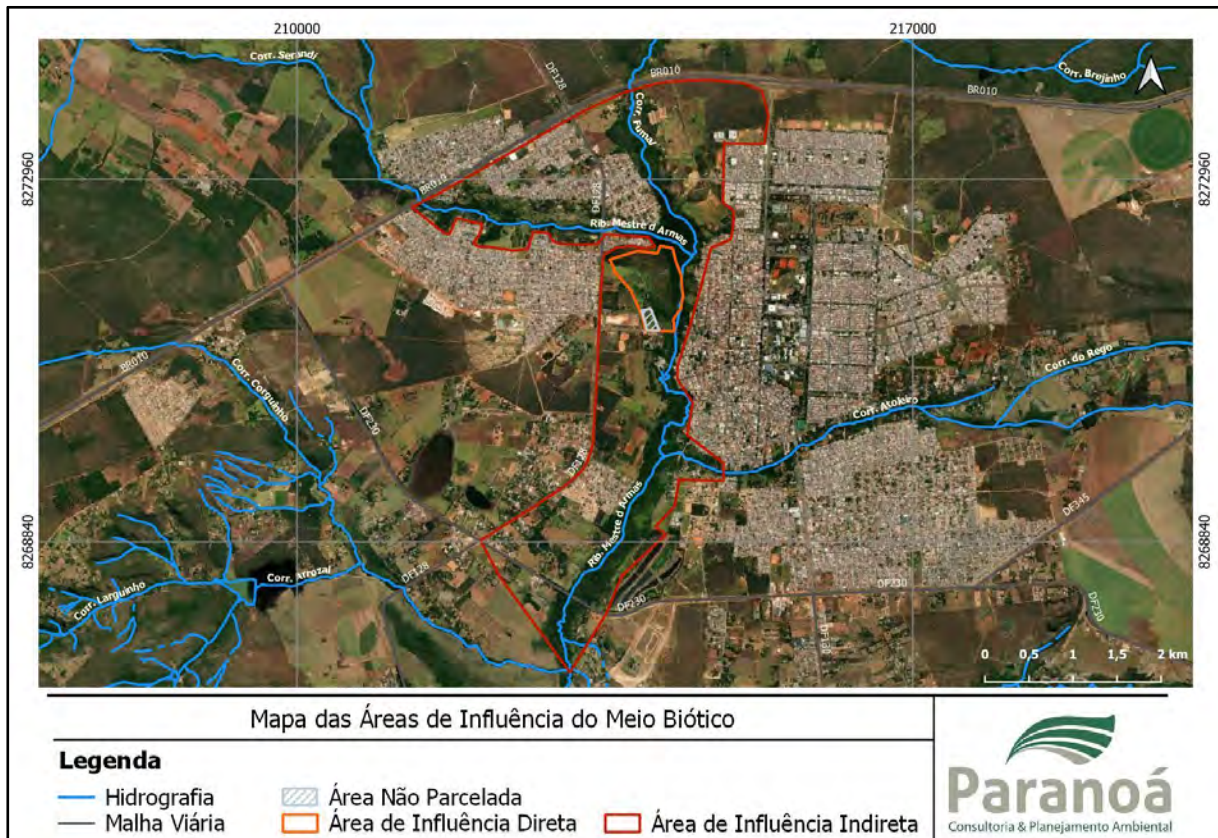 210000
217000
Corr. Sarandi
DF128
BR010
Corr. Brejinho
BR010
Corr. Fumal
8272960
8272960
BR010
DF128
Rib. Mestre d Armas
BR010
Corr. do Rego
Corr. Corguinho
Corr. Atoleiro
DF230
DF128
DF345
Rib. Mestre d Armas
8268840
8268840
DF128
Corr. Arrozal
Corr. Larguinho
DF230
DF230
DF230
DF130
0 0,5 1 1,5 2 km
Mapa das Áreas de Influência do Meio Biótico
Legenda
Hidrografia
Área Não Parcelada
Malha Viária
Área de Influência Direta
Área de Influência Indireta
Paranoá
Consultoria & Planejamento Ambiental